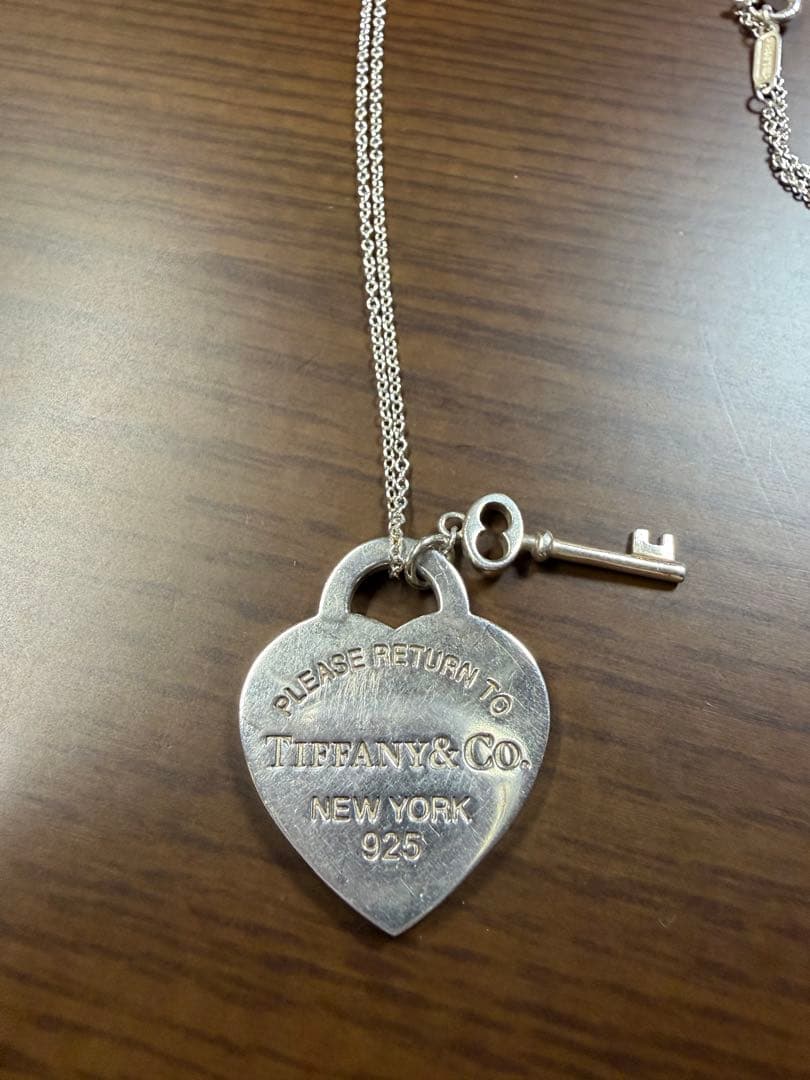 PLEASE RETURN TO
TIFFANY & CO.
NEW YORK
925